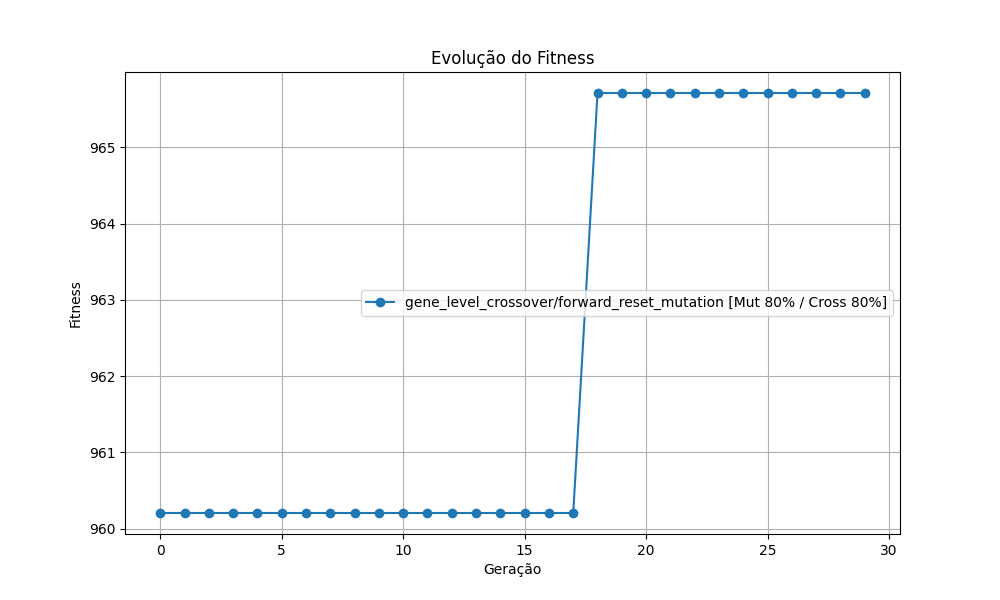 Evolução do Fitness
965
964
963
962
961
960
Fitness
gene_level_crossover/forward_reset_mutation [Mut 80% / Cross 80%]
0 5 10 15 20 25 30
Geração